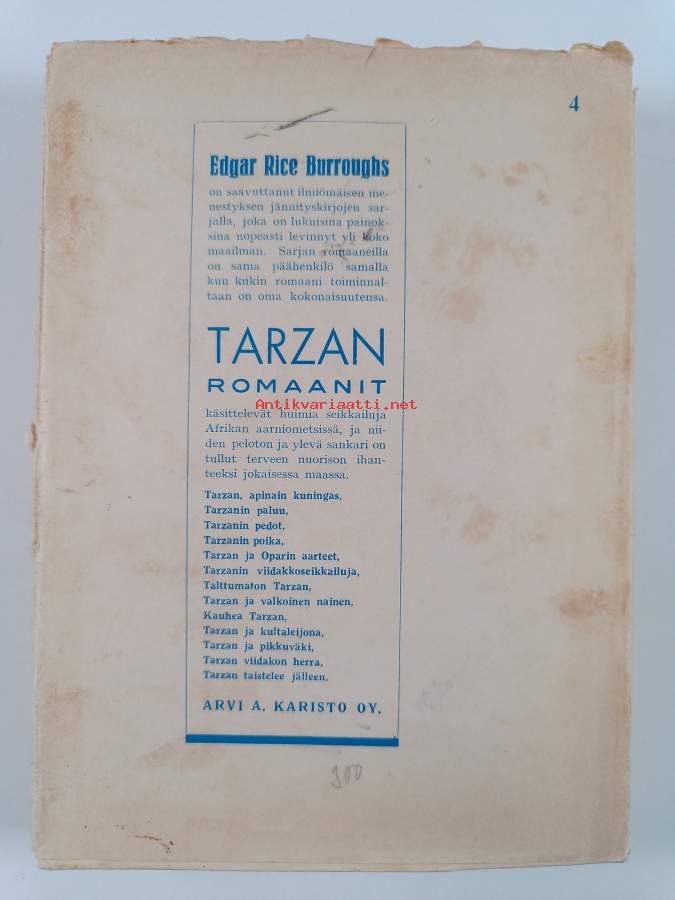 4
Edgar Rice Burroughs
on saavuttanut ilmiömäisen me-
nestyksen jännityskirjojen sar-
jalla, joka on lukuisina painok-
sina nopeasti levinnyt yli koko
maailman. Sarjan romaaneilla
on sama päähenkilö samalla
kun kukin romaani toiminnal-
taan on oma kokonaisuutensa.
TARZAN
ROMAANIT
Antikvariaatti.net
käsittelevät huimia seikkailuja
Afrikan aarniometsissä, ja nii-
den peloton ja ylevä sankari on
tullut terveen nuorison ihan-
teeksi jokaisessa maassa.
Tarzan, apinain kuningas,
Tarzanin paluu,
Tarzanin pedot,
Tarzanin poika,
Tarzan ja Oparin aarteet,
Tarzanin viidakkoseikkailuja,
Talttumaton Tarzan,
Tarzan ja valkoinen nainen,
Kauhea Tarzan,
Tarzan ja kultaleijona,
Tarzan ja pikkuväki,
Tarzan viidakon herra,
Tarzan taistelee jälleen.
ARVI A. KARISTO OY.
300